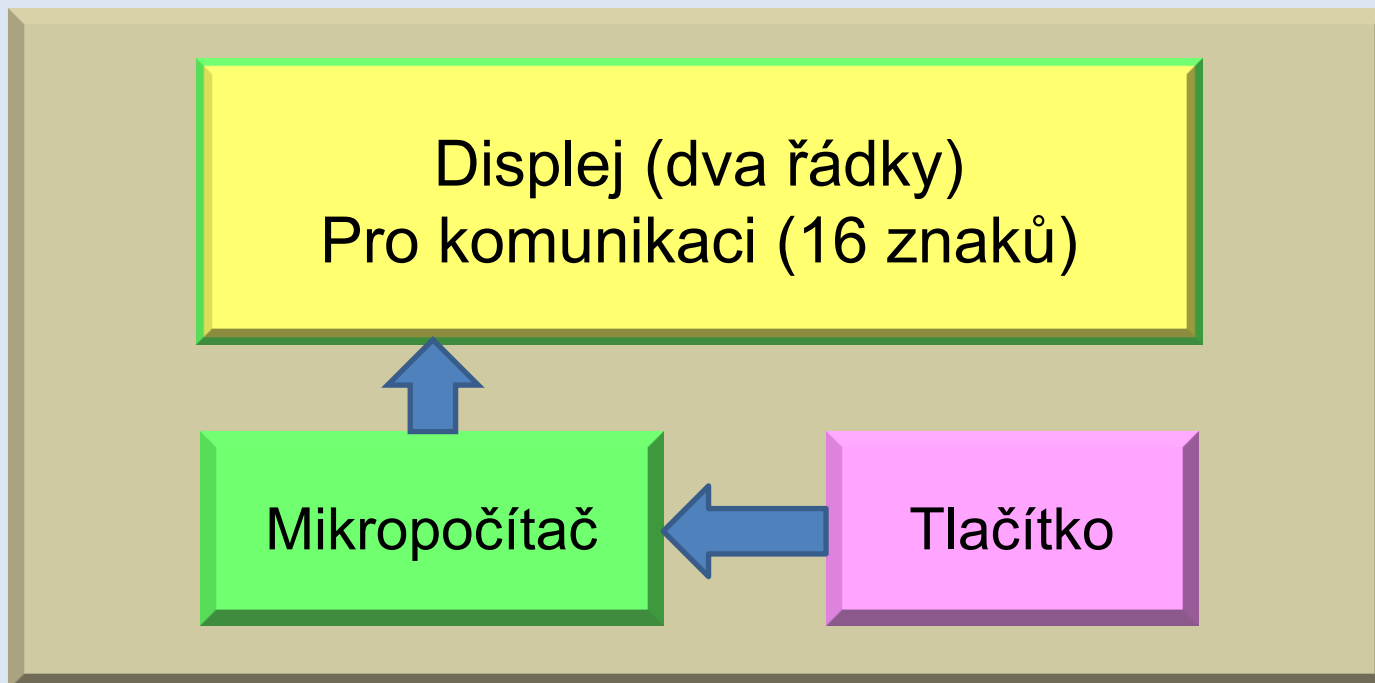 Displej (dva řádky)
Pro komunikaci (16 znaků)
Mikropočítač
Tlačítko